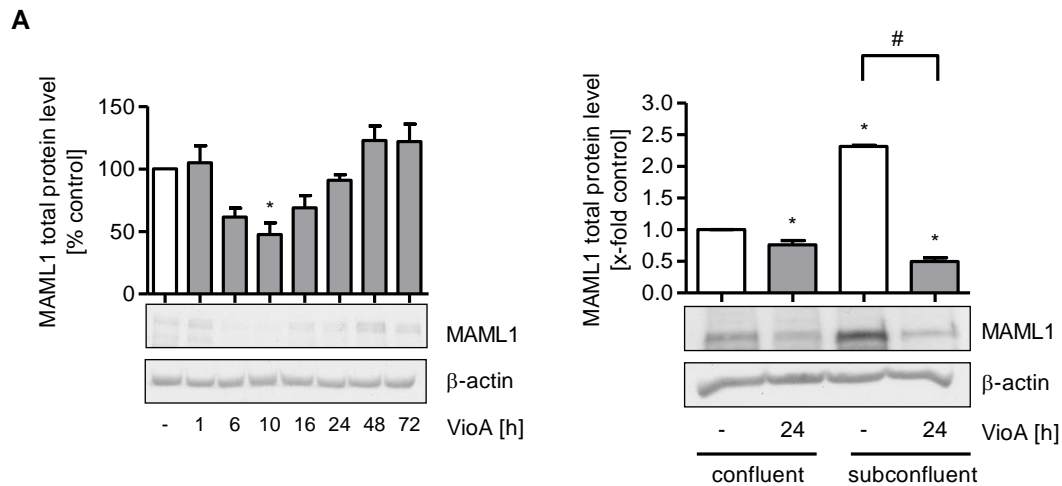 A
MAML1 total protein level
[% control]
150
100
50
0
*
MAML1
β-actin
- 1 6 10 16 24 48 72 VioA [h]
#
MAML1 total protein level
[x-fold control]
3.0
2.5
2.0
1.5
1.0
0.5
0.0
*
*
*
MAML1
β-actin
- 24 - 24 VioA [h]
confluent subconfluent